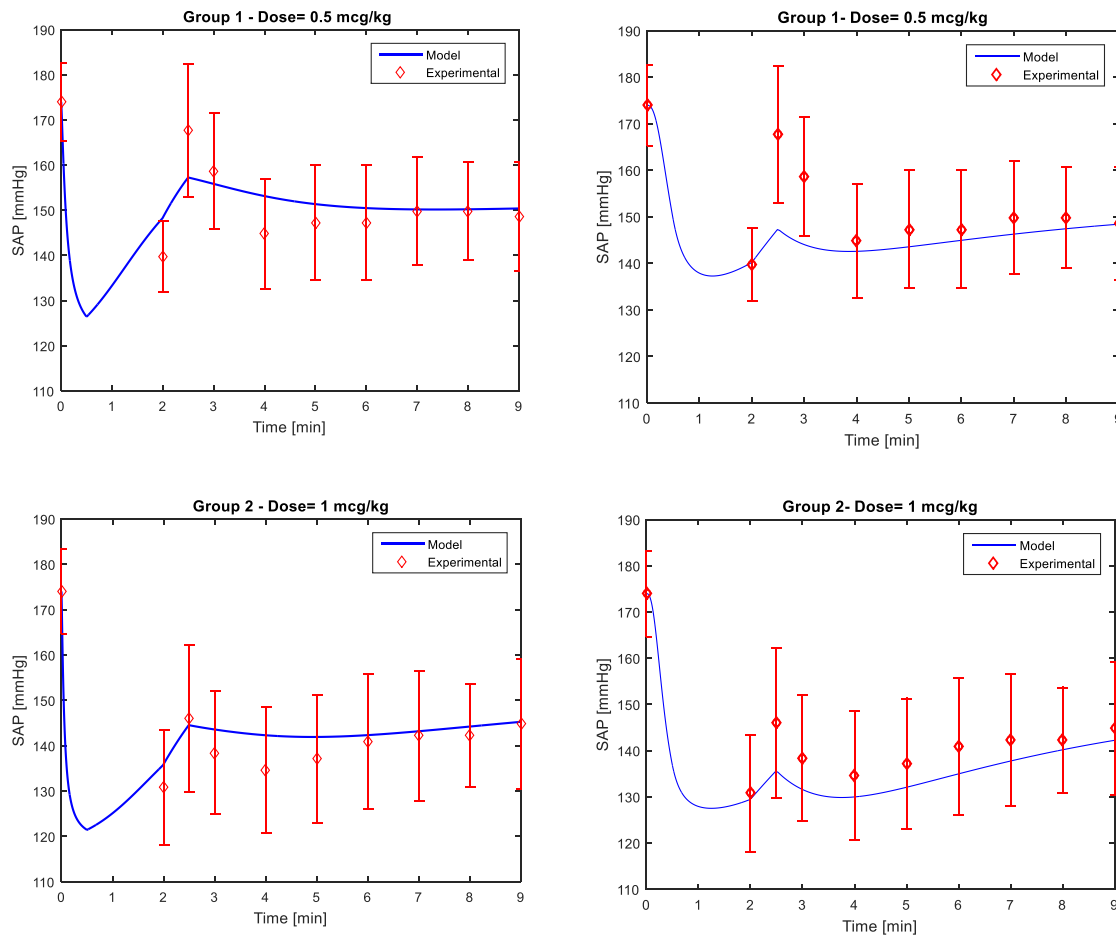 Group 1 - Dose= 0.5 mcg/kg
190
180
170
160
150
140
130
120
110
SAP [mmHg]
Model
Experimental
0 1 2 3 4 5 6 7 8 9
Time [min]
Group 1- Dose= 0.5 mcg/kg
190
180
170
160
150
140
130
120
110
SAP [mmHg]
Model
Experimental
0 1 2 3 4 5 6 7 8 9
Time [min]
Group 2 - Dose= 1 mcg/kg
190
180
170
160
150
140
130
120
110
SAP [mmHg]
Model
Experimental
0 1 2 3 4 5 6 7 8 9
Time [min]
Group 2- Dose= 1 mcg/kg
190
180
170
160
150
140
130
120
110
SAP [mmHg]
Model
Experimental
0 1 2 3 4 5 6 7 8 9
Time [min]